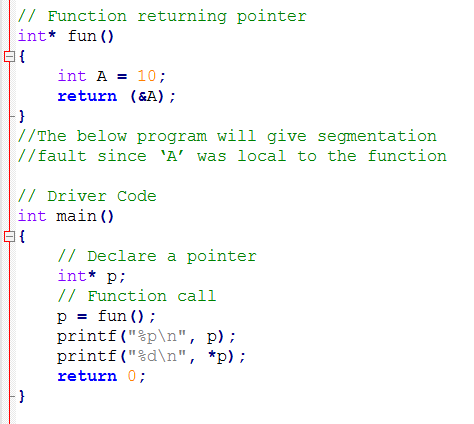 // Function returning pointer
int* fun()
{
    int A = 10;
    return (&A);
}
//The below program will give segmentation
//fault since ‘A’ was local to the function

// Driver Code
int main()
{
    // Declare a pointer
    int* p;
    // Function call
    p = fun();
    printf("%p\n", p);
    printf("%d\n", *p);
    return 0;
}